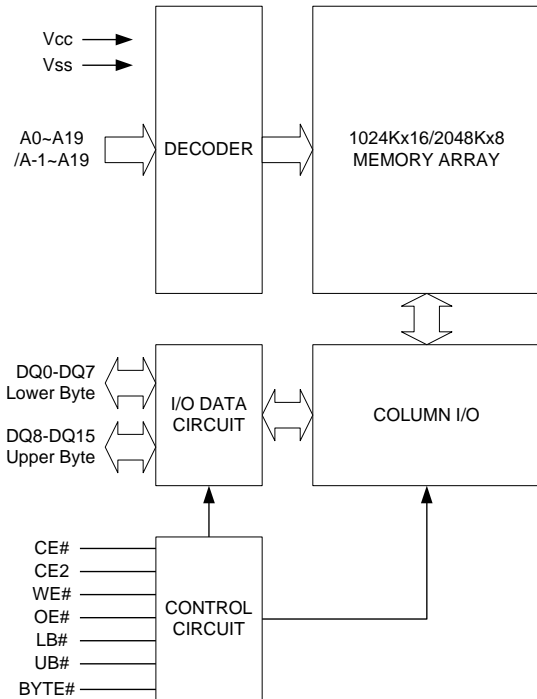 Vcc
Vss
A0~A19
/A-1~A19
DECODER
1024Kx16/2048Kx8
MEMORY ARRAY
DQ0-DQ7
Lower Byte
DQ8-DQ15
Upper Byte
I/O DATA
CIRCUIT
COLUMN I/O
CE#
CE2
WE#
OE#
LB#
UB#
BYTE#
CONTROL
CIRCUIT